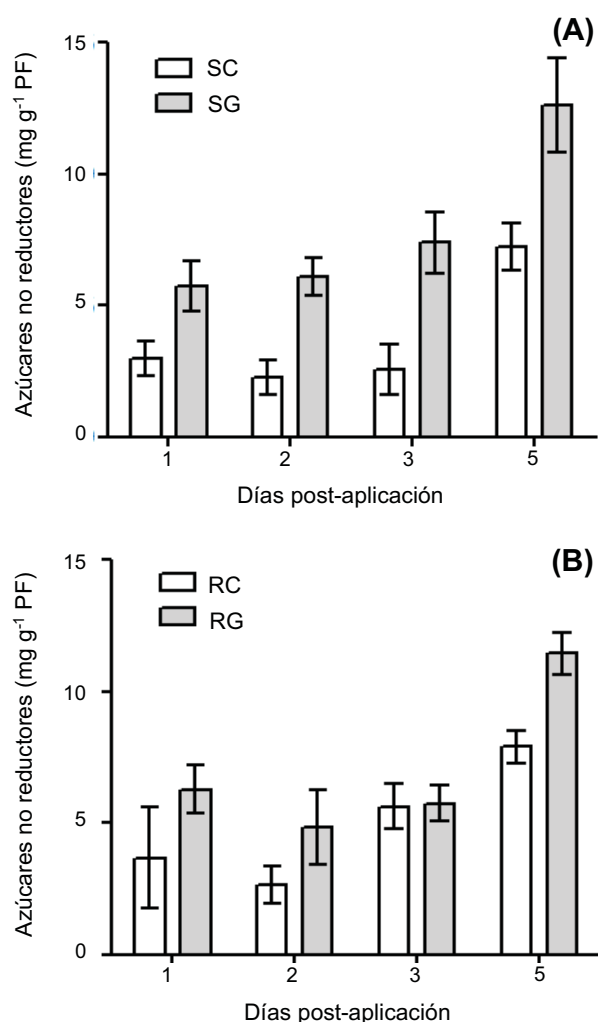 (A)
15
SC
SG
10
5
0
1 2 3 5
Azúcares no reductores (mg g⁻¹ PF)
Días post-aplicación
(B)
15
RC
RG
10
5
0
1 2 3 5
Azúcares no reductores (mg g⁻¹ PF)
Días post-aplicación